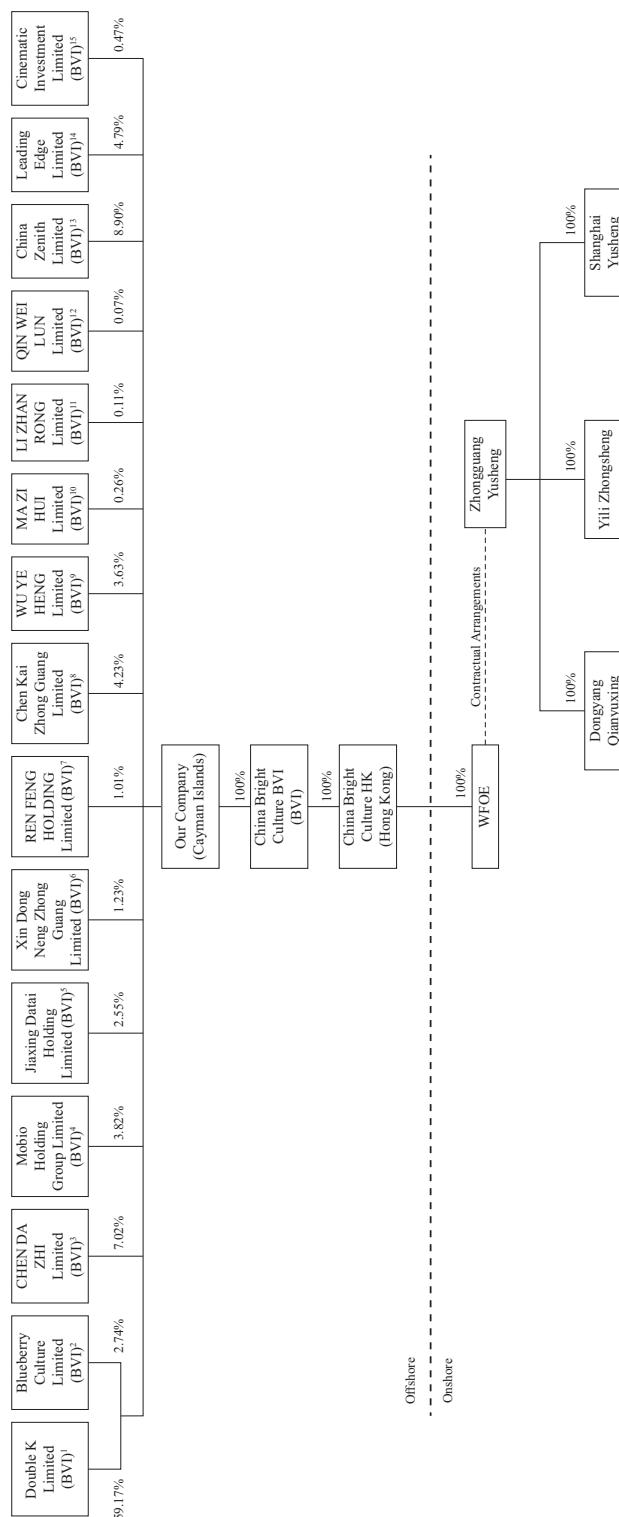 Double K
Limited
(BVI)1
Blueberry
Culture
Limited
(BVI)2
CHEN DA
ZHI
Limited
(BVI)3
Mobio
Holding
Group Limited
(BVI)4
Jiaxing Datai
Holding
Limited (BVI)5
Xin Dong
Neng Zhong
Guang
Limited (BVI)6
REN FENG
HOLDING
Limited (BVI)7
Chen Kai
Zhong Guang
Limited
(BVI)8
WU YE
HENG
Limited
(BVI)9
MA ZI
HUI
Limited
(BVI)10
LI ZHAN
RONG
Limited
(BVI)11
QIN WEI
LUN
Limited
(BVI)12
China
Zenith
Limited
(BVI)13
Leading
Edge
Limited
(BVI)14
Cinematic
Investment
Limited
(BVI)15
59.17%
2.74%
7.02%
3.82%
2.55%
1.23%
1.01%
4.23%
3.63%
0.26%
0.11%
0.07%
8.90%
4.79%
0.47%
Our Company
(Cayman Islands)
100%
China Bright
Culture BVI
(BVI)
100%
China Bright
Culture HK
(Hong Kong)
Offshore
Onshore
100%
WFOE
Contractual Arrangements
Zhongguang
Yusheng
100%
100%
100%
Dongyang
Qianyuxing
Yili Zhongsheng
Shanghai
Yusheng